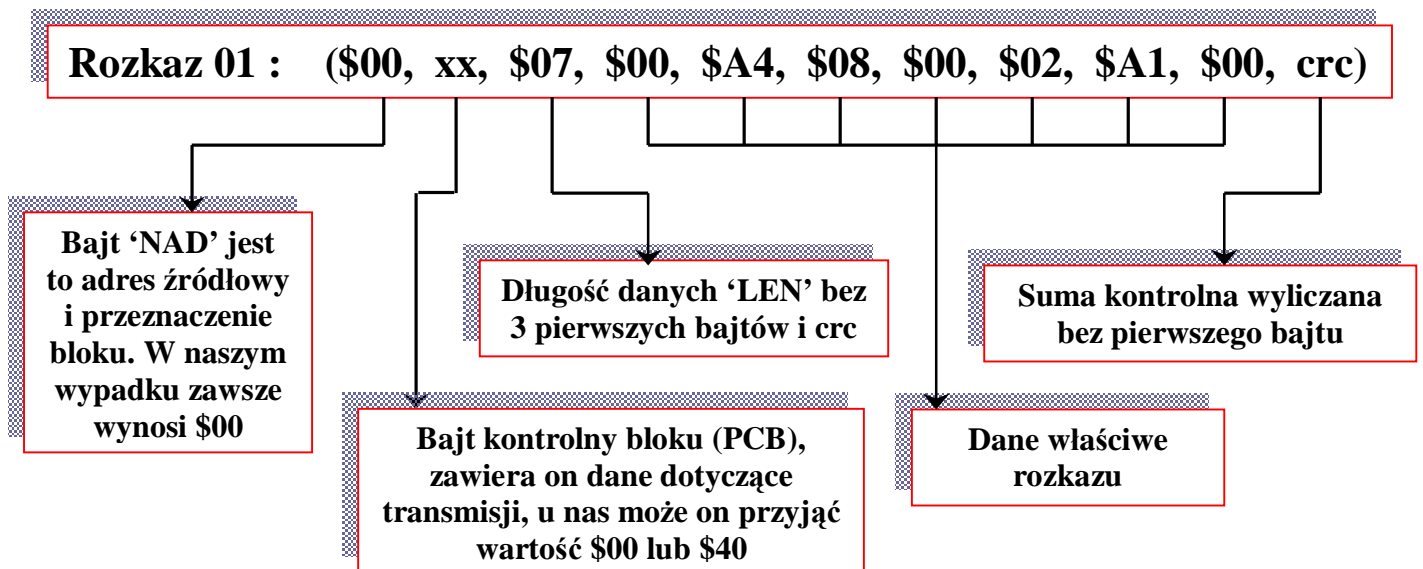 Rozkaz 01 : ($00, xx, $07, $00, $A4, $08, $00, $02, $A1, $00, crc)
Bajt ‘NAD’ jest
to adres źródłowy
i przeznaczenie
bloku. W naszym
wypadku zawsze
wynosi $00
Długość danych ‘LEN’ bez
3 pierwszych bajtów i crc
Suma kontrolna wyliczana
bez pierwszego bajtu
Bajt kontrolny bloku (PCB),
zawiera on dane dotyczące
transmisji, u nas może on przyjąć
wartość $00 lub $40
Dane właściwe
rozkazu